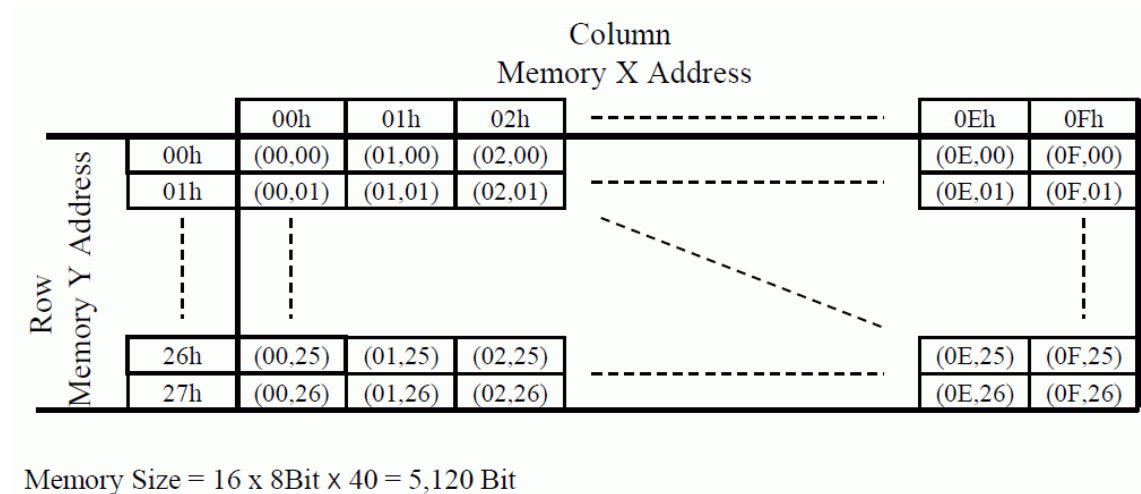 Column
Memory X Address
00h 01h 02h 0Eh 0Fh
Row
Memory Y Address
00h (00,00) (01,00) (02,00) (0E,00) (0F,00)
01h (00,01) (01,01) (02,01) (0E,01) (0F,01)
26h (00,25) (01,25) (02,25) (0E,25) (0F,25)
27h (00,26) (01,26) (02,26) (0E,26) (0F,26)
Memory Size = 16 x 8Bit x 40 = 5,120 Bit